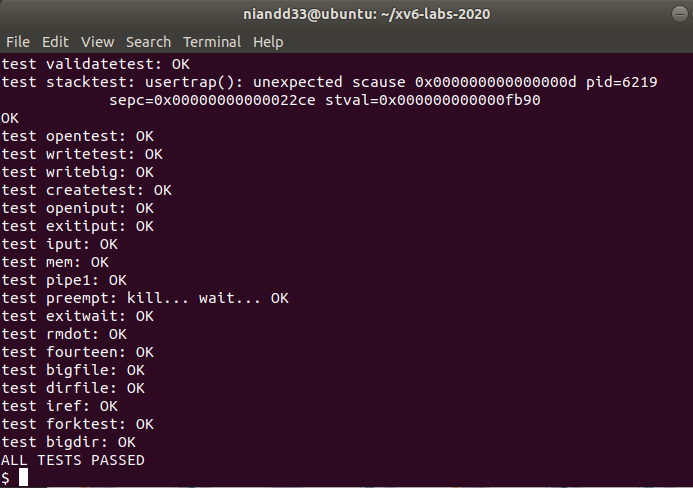 niandd33@ubuntu: ~/xv6-labs-2020
File Edit View Search Terminal Help
test validatetest: OK
test stacktest: usertrap(): unexpected scause 0x000000000000000d pid=6219
            sepc=0x00000000000022ce stval=0x000000000000fb90
OK
test opentest: OK
test writetest: OK
test writebig: OK
test createtest: OK
test openiput: OK
test exitiput: OK
test iput: OK
test mem: OK
test pipe1: OK
test preempt: kill... wait... OK
test exitwait: OK
test rmdot: OK
test fourteen: OK
test bigfile: OK
test dirfile: OK
test iref: OK
test forktest: OK
test bigdir: OK
ALL TESTS PASSED
$